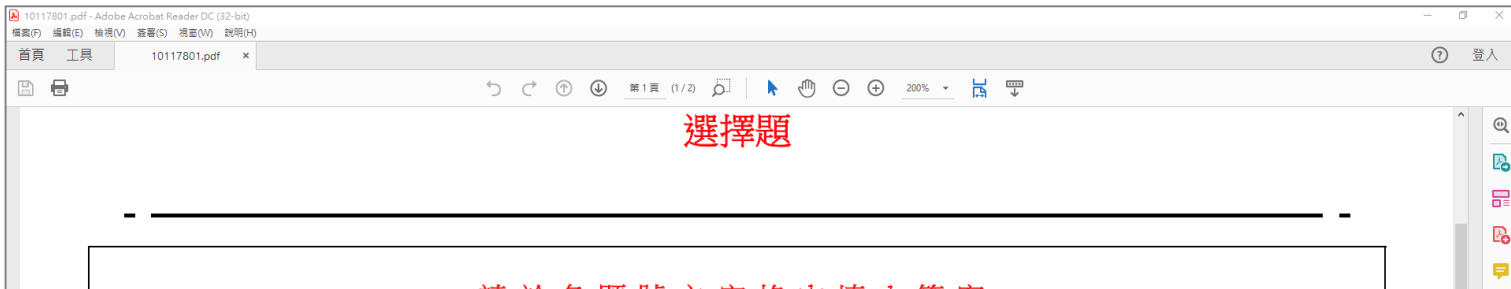 10117801.pdf - Adobe Acrobat Reader DC (32-bit)
檔案(F) 編輯(E) 檢視(V) 簽署(S) 視窗(W) 說明(H)
首頁 工具 10117801.pdf × ? 登入
第 1 頁 (1 / 2) 200%
選擇題